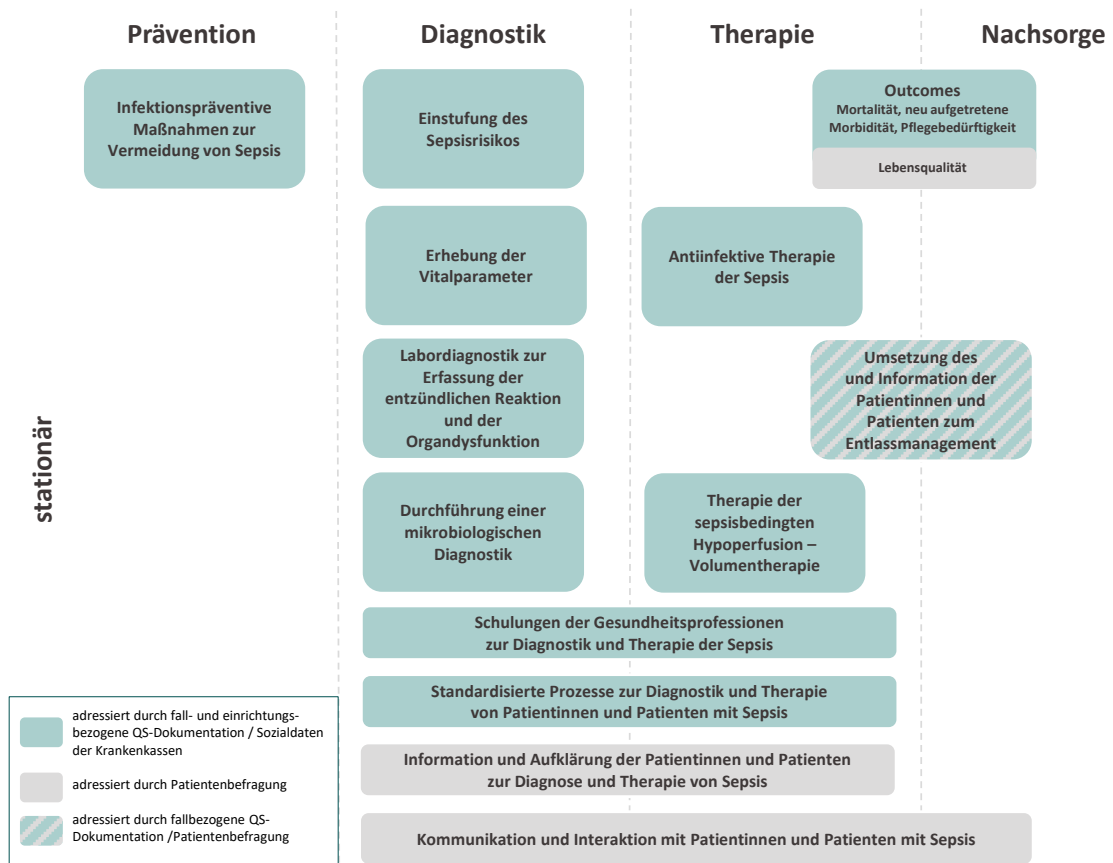 Prävention
Diagnostik
Therapie
Nachsorge
stationär
Infektionspräventive
Maßnahmen zur
Vermeidung von Sepsis
Einstufung des
Sepsisrisikos
Outcomes
Mortalität, neu aufgetretene
Morbidität, Pflegebedürftigkeit
Lebensqualität
Erhebung der
Vitalparameter
Antiinfektive Therapie
der Sepsis
Labordiagnostik zur
Erfassung der
entzündlichen Reaktion
und der
Organdysfunktion
Umsetzung des
und Information der
Patientinnen und
Patienten zum
Entlassmanagement
Durchführung einer
mikrobiologischen
Diagnostik
Therapie der
sepsisbedingten
Hypoperfusion –
Volumentherapie
Schulungen der Gesundheitsprofessionen
zur Diagnostik und Therapie der Sepsis
Standardisierte Prozesse zur Diagnostik und Therapie
von Patientinnen und Patienten mit Sepsis
Information und Aufklärung der Patientinnen und Patienten
zur Diagnose und Therapie von Sepsis
Kommunikation und Interaktion mit Patientinnen und Patienten mit Sepsis
adressiert durch fall- und einrichtungs-
bezogene QS-Dokumentation / Sozialdaten
der Krankenkassen
adressiert durch Patientenbefragung
adressiert durch fallbezogene QS-
Dokumentation /Patientenbefragung